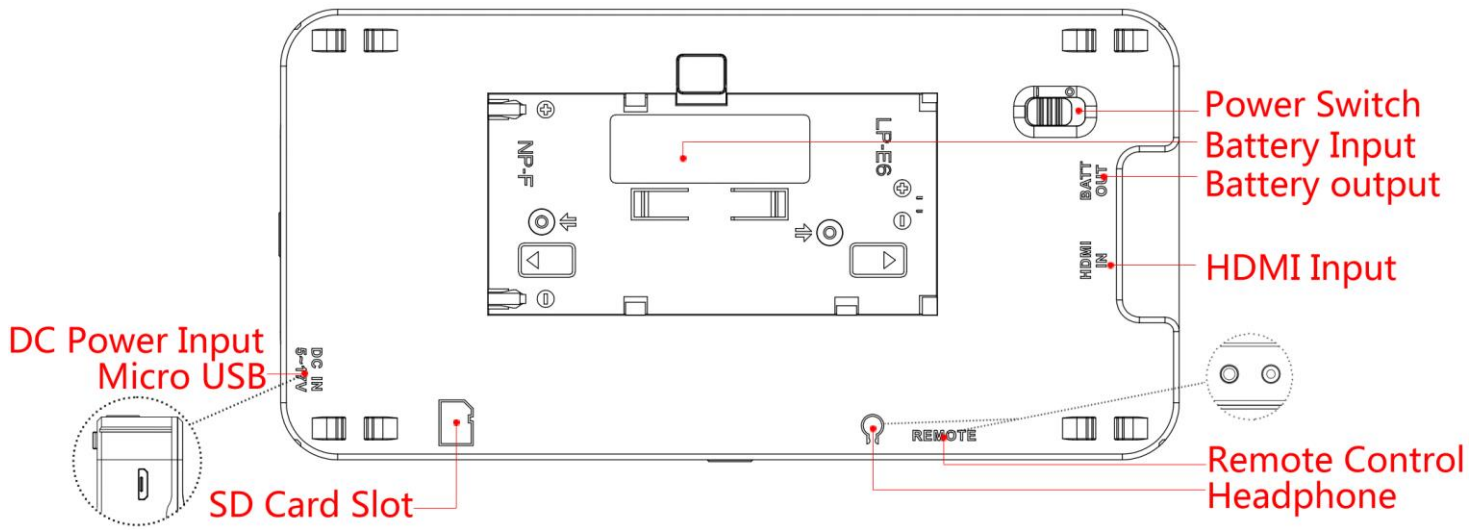 Power Switch
Battery Input
Battery output
HDMI Input
DC Power Input
Micro USB
SD Card Slot
Remote Control
Headphone
NP-F
LP-E6
BATT
OUT
HDMI
IN
DC IN
5~17V
REMOTE